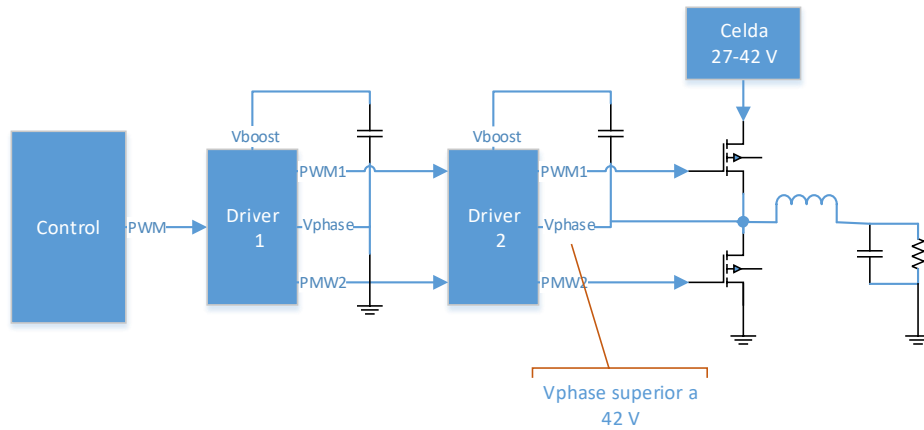 Celda
27-42 V
Vboost
Vboost
Control
PWM
Driver
1
PWM1
Vphase
PMW2
Driver
2
PWM1
Vphase
PMW2
Vphase superior a
42 V